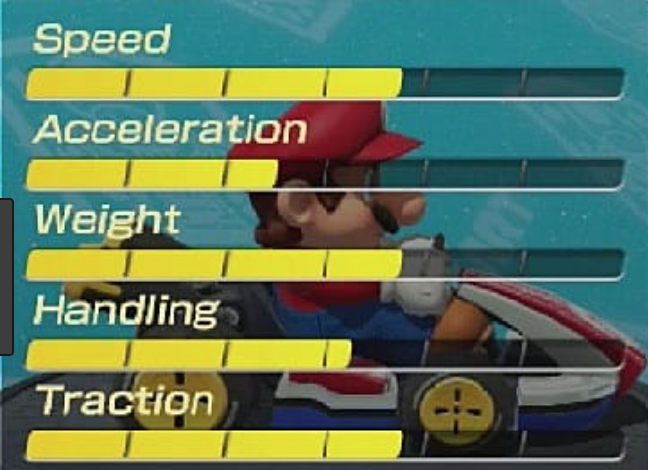 Speed
Acceleration
Weight
Handling
Traction